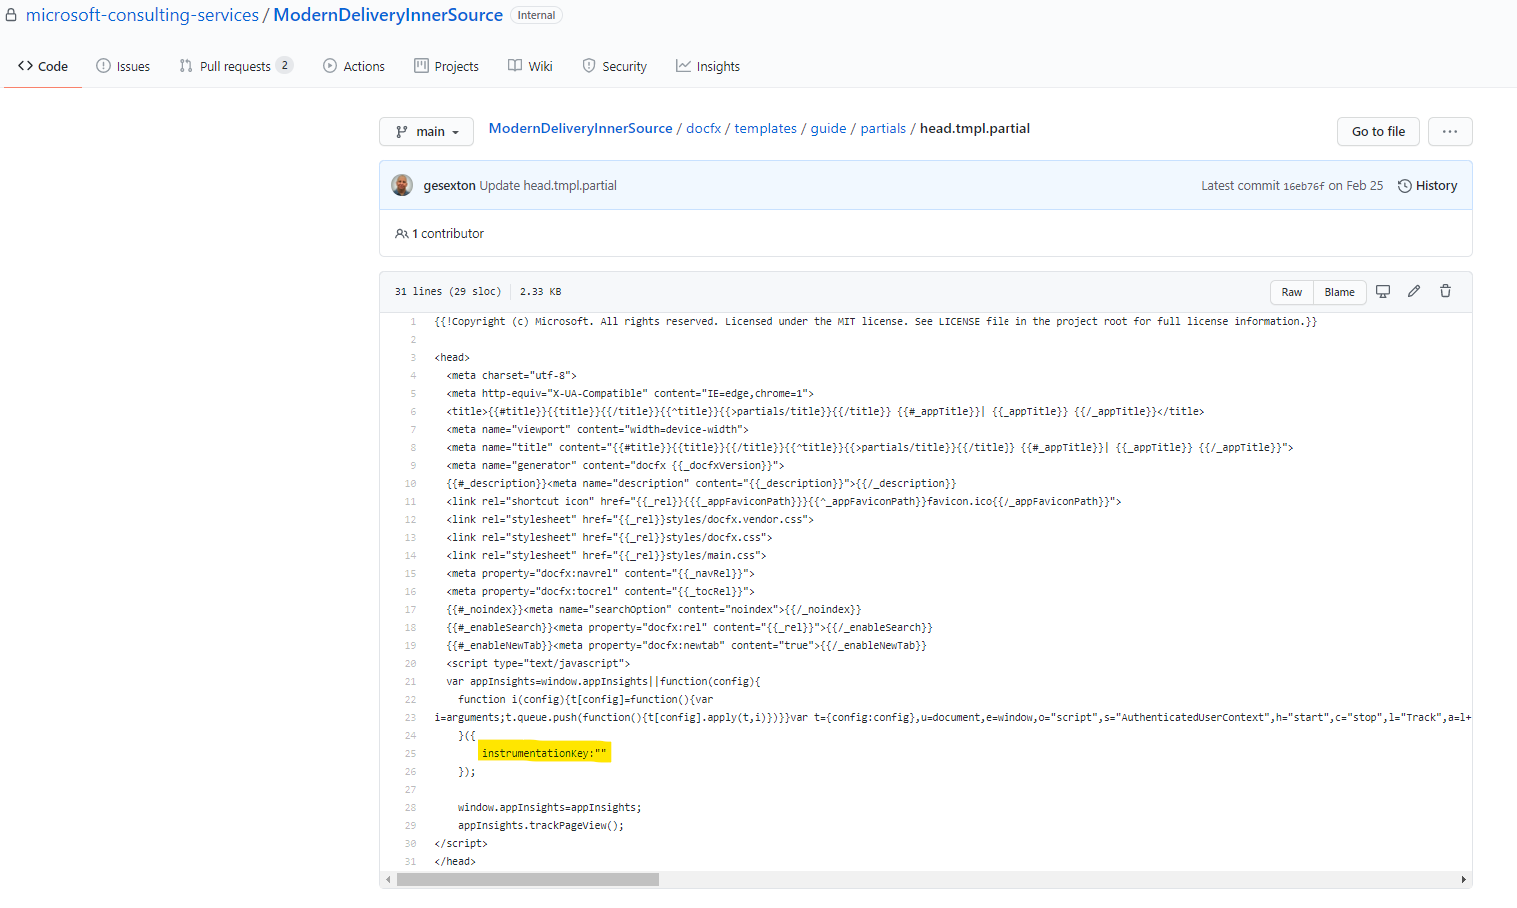 microsoft-consulting-services / ModernDeliveryInnerSource Internal
Code Issues Pull requests 2 Actions Projects Wiki Security Insights
main ModernDeliveryInnerSource / docfx / templates / guide / partials / head.tmpl.partial Go to file ...
gesexton Update head.tmpl.partial Latest commit 16eb76f on Feb 25 History
1 contributor
31 lines (29 sloc) 2.33 KB Raw Blame
1 {{!Copyright (c) Microsoft. All rights reserved. Licensed under the MIT license. See LICENSE file in the project root for full license information.}}
2
3 <head>
4 <meta charset="utf-8">
5 <meta http-equiv="X-UA-Compatible" content="IE=edge,chrome=1">
6 <title>{{#title}}{{title}}{{/title}}{{^title}}{{>partials/title}}{{/title}} {{#_appTitle}}| {{_appTitle}} {{/_appTitle}}</title>
7 <meta name="viewport" content="width=device-width">
8 <meta name="title" content="{{#title}}{{title}}{{/title}}{{^title}}{{>partials/title}}{{/title}} {{#_appTitle}}| {{_appTitle}} {{/_appTitle}}">
9 <meta name="generator" content="docfx {{_docfxVersion}}">
10 {{#_description}}<meta name="description" content="{{_description}}">{{/_description}}
11 <link rel="shortcut icon" href="{{_rel}}{{{_appFaviconPath}}}{{^_appFaviconPath}}favicon.ico{{/_appFaviconPath}}">
12 <link rel="stylesheet" href="{{_rel}}styles/docfx.vendor.css">
13 <link rel="stylesheet" href="{{_rel}}styles/docfx.css">
14 <link rel="stylesheet" href="{{_rel}}styles/main.css">
15 <meta property="docfx:navrel" content="{{_navRel}}">
16 <meta property="docfx:tocrel" content="{{_tocRel}}">
17 {{#_noindex}}<meta name="searchOption" content="noindex">{{/_noindex}}
18 {{#_enableSearch}}<meta property="docfx:rel" content="{{_rel}}">{{/_enableSearch}}
19 {{#_enableNewTab}}<meta property="docfx:newtab" content="true">{{/_enableNewTab}}
20 <script type="text/javascript">
21 var appInsights=window.appInsights||function(config){
22 function i(config){t[config]=function(){var
23 i=arguments;t.queue.push(function(){t[config].apply(t,i)})}}var t={config:config},u=document,e=window,o="script",s="AuthenticatedUserContext",h="start",c="stop",l="Track",a=l+
24 }({
25 instrumentationKey:""
26 });
27
28 window.appInsights=appInsights;
29 appInsights.trackPageView();
30 </script>
31 </head>